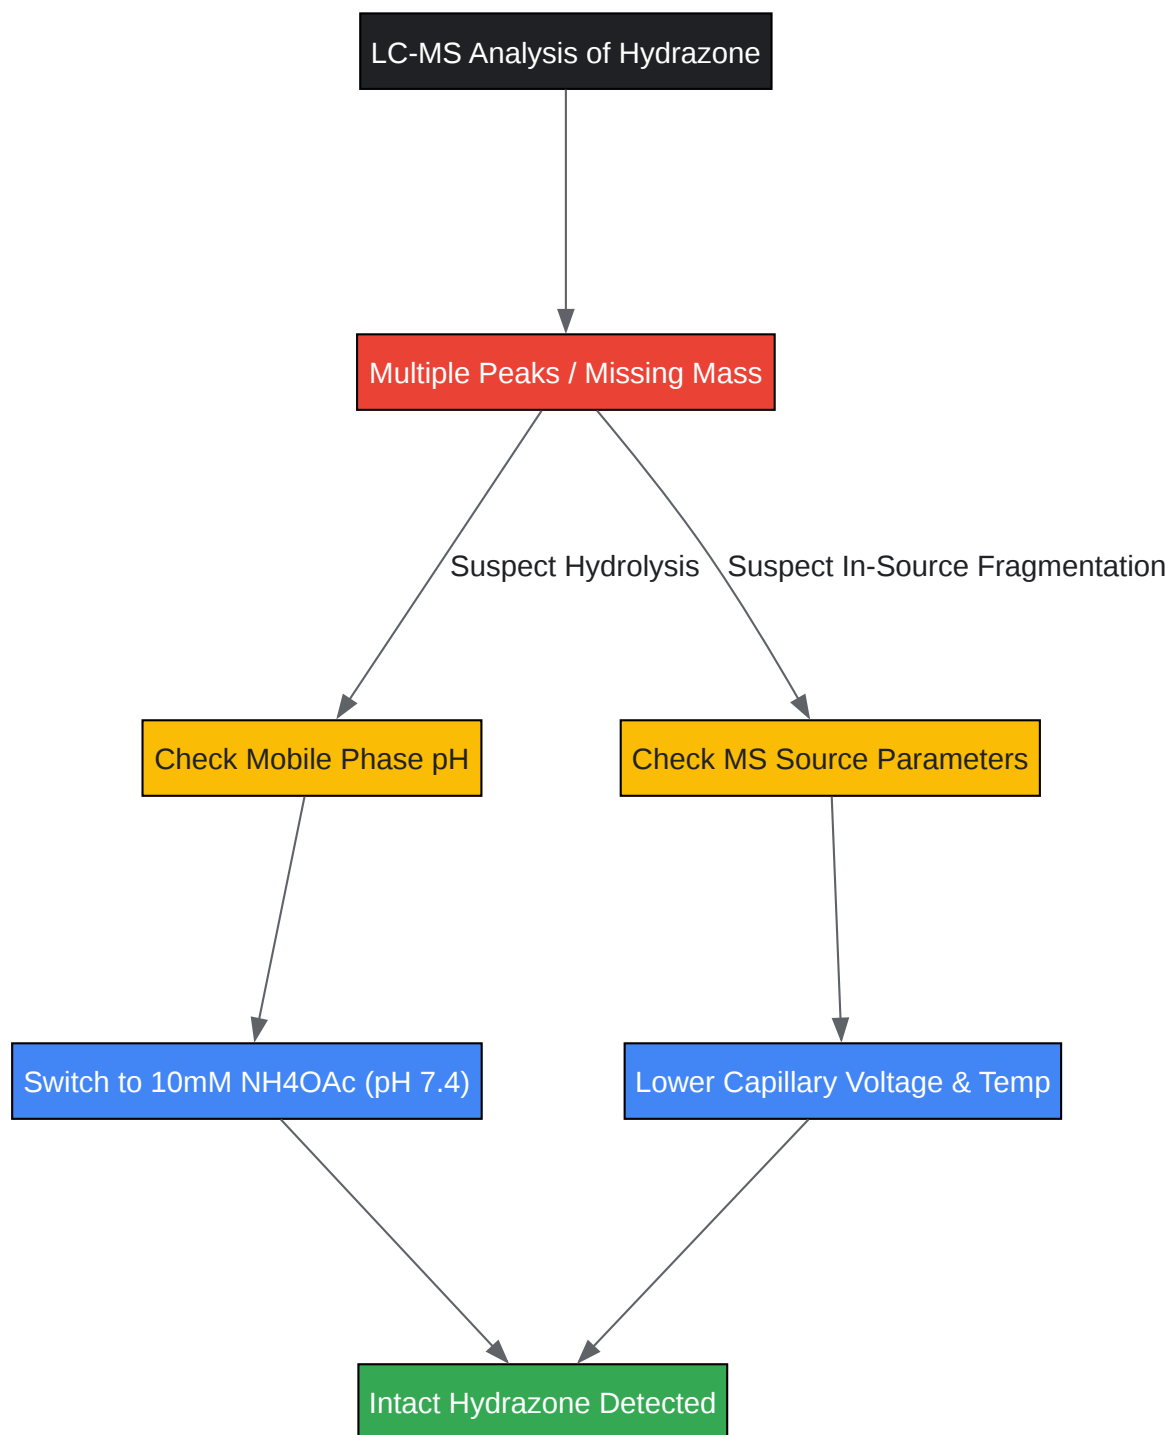 LC-MS Analysis of Hydrazone
Multiple Peaks / Missing Mass
Suspect Hydrolysis
Suspect In-Source Fragmentation
Check Mobile Phase pH
Check MS Source Parameters
Switch to 10mM NH4OAc (pH 7.4)
Lower Capillary Voltage & Temp
Intact Hydrazone Detected